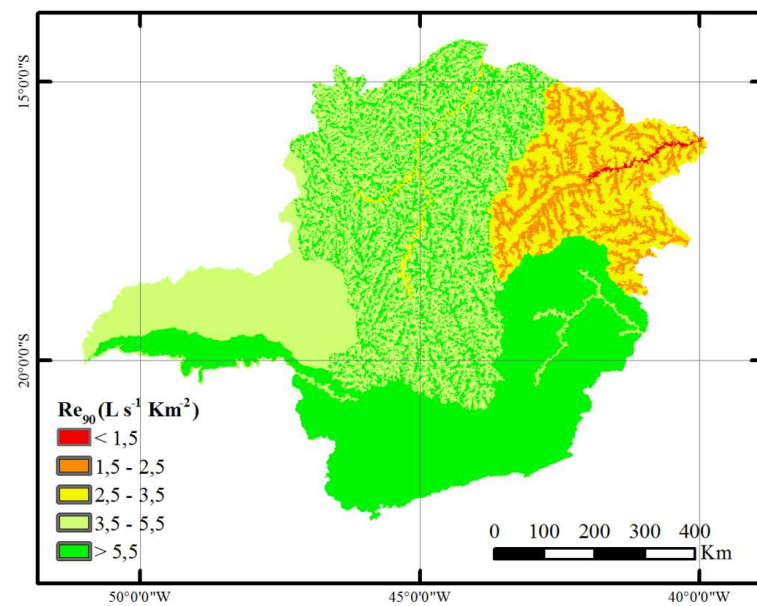 15°0'0"S
20°0'0"S
Re90 (L s-1 Km-2)
< 1,5
1,5 - 2,5
2,5 - 3,5
3,5 - 5,5
> 5,5
0 100 200 300 400
Km
50°0'0"W 45°0'0"W 40°0'0"W